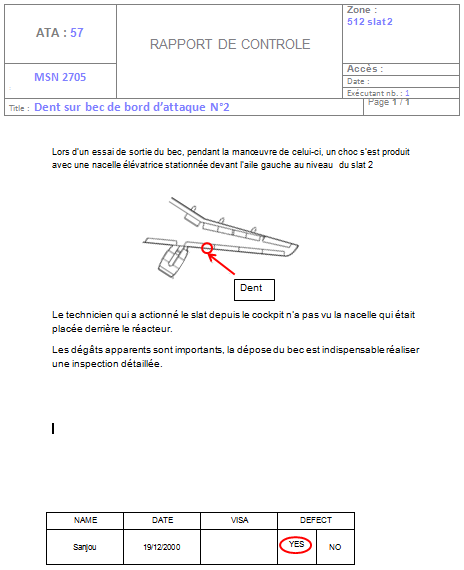 ATA : 57
RAPPORT DE CONTROLE
Zone :
512 slat 2
MSN 2705
Accès :
Date :
Exécutant nb. : 1
Page 1 / 1
Title : Dent sur bec de bord d'attaque N°2
Lors d'un essai de sortie du bec, pendant la manœuvre de celui-ci, un choc s'est produit
avec une nacelle élévatrice stationnée devant l'aile gauche au niveau du slat 2
Dent
Le technicien qui a actionné le slat depuis le cockpit n'a pas vu la nacelle qui était
placée derrière le réacteur.
Les dégâts apparents sont importants, la dépose du bec est indispensable réaliser
une inspection détaillée.
NAME DATE VISA DEFECT
Sanjou 19/12/2000 YES NO